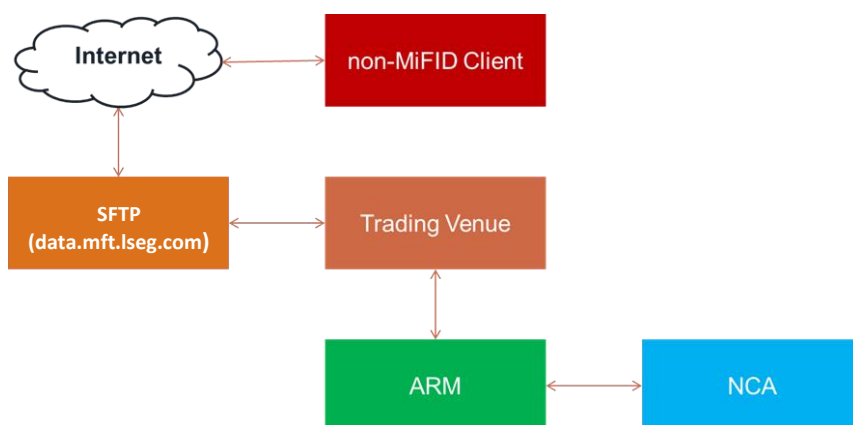 Internet
non-MiFID Client
SFTP
(data.mft.lseg.com)
Trading Venue
ARM
NCA